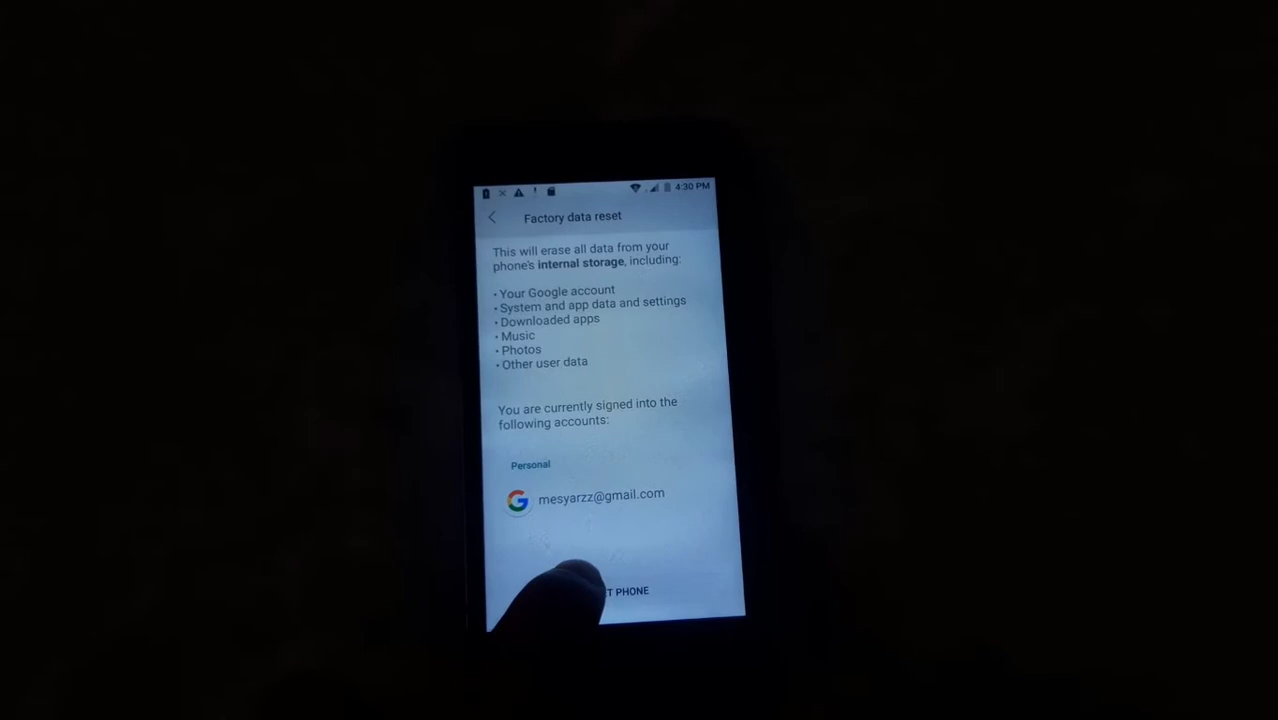 4:30 PM
Factory data reset
This will erase all data from your
phone's internal storage, including:
• Your Google account
• System and app data and settings
• Downloaded apps
• Music
• Photos
• Other user data
You are currently signed into the
following accounts:
Personal
mesyarzz@gmail.com
T PHONE